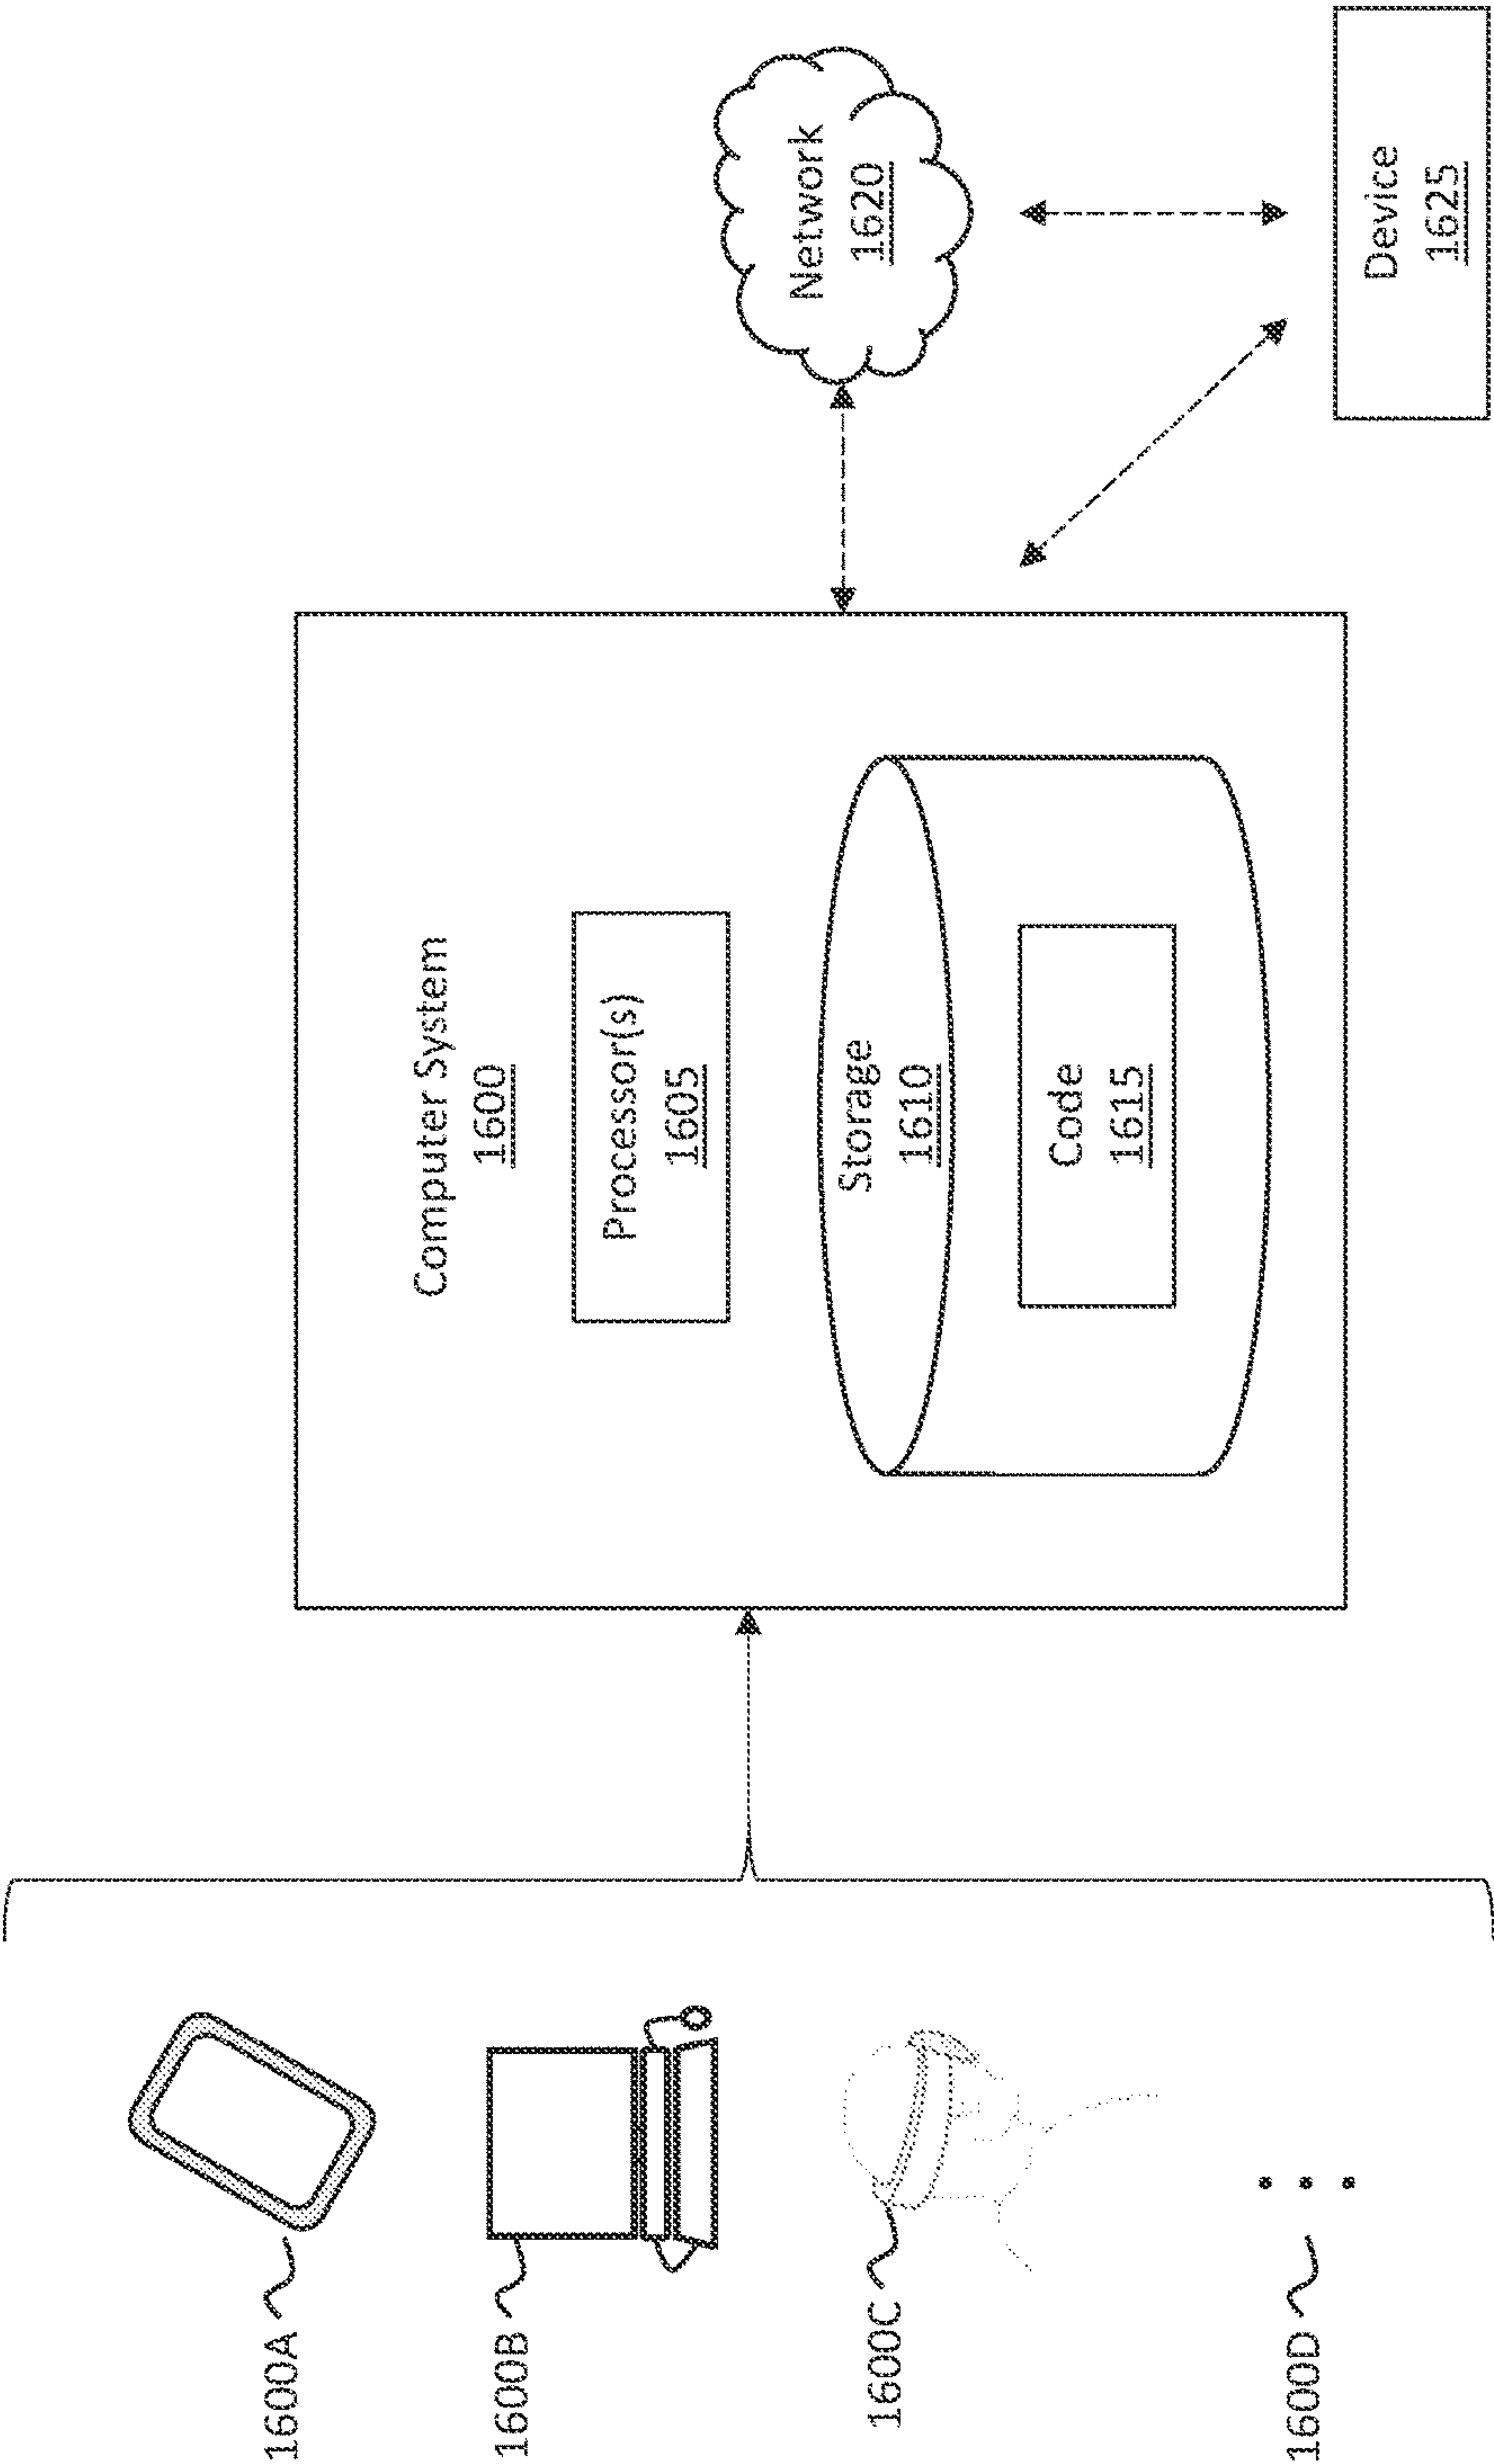 1600A
1600B
1600C
1600D
Computer System
1600
Processor(s)
1605
Storage
1610
Code
1615
Network
1620
Device
1625